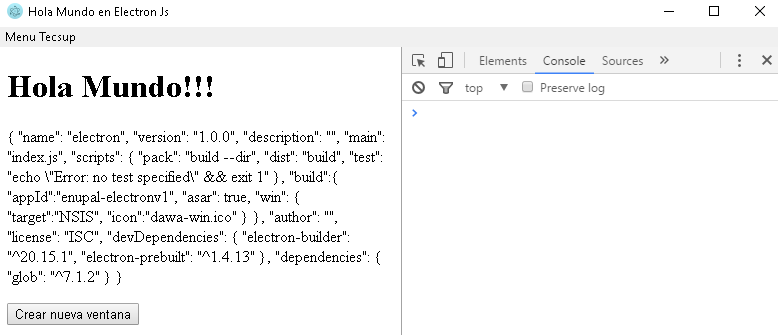 Hola Mundo en Electron Js
Menu Tecsup
Elements Console Sources »
top Preserve log
Hola Mundo!!!
{ "name": "electron", "version": "1.0.0", "description": "", "main":
"index.js", "scripts": { "pack": "build --dir", "dist": "build", "test":
"echo \"Error: no test specified\" && exit 1" }, "build":{
"appId":"enupal-electronv1", "asar": true, "win": {
"target":"NSIS", "icon":"dawa-win.ico" } }, "author": "",
"license": "ISC", "devDependencies": { "electron-builder":
"^20.15.1", "electron-prebuilt": "^1.4.13" }, "dependencies": {
"glob": "^7.1.2" } }
Crear nueva ventana